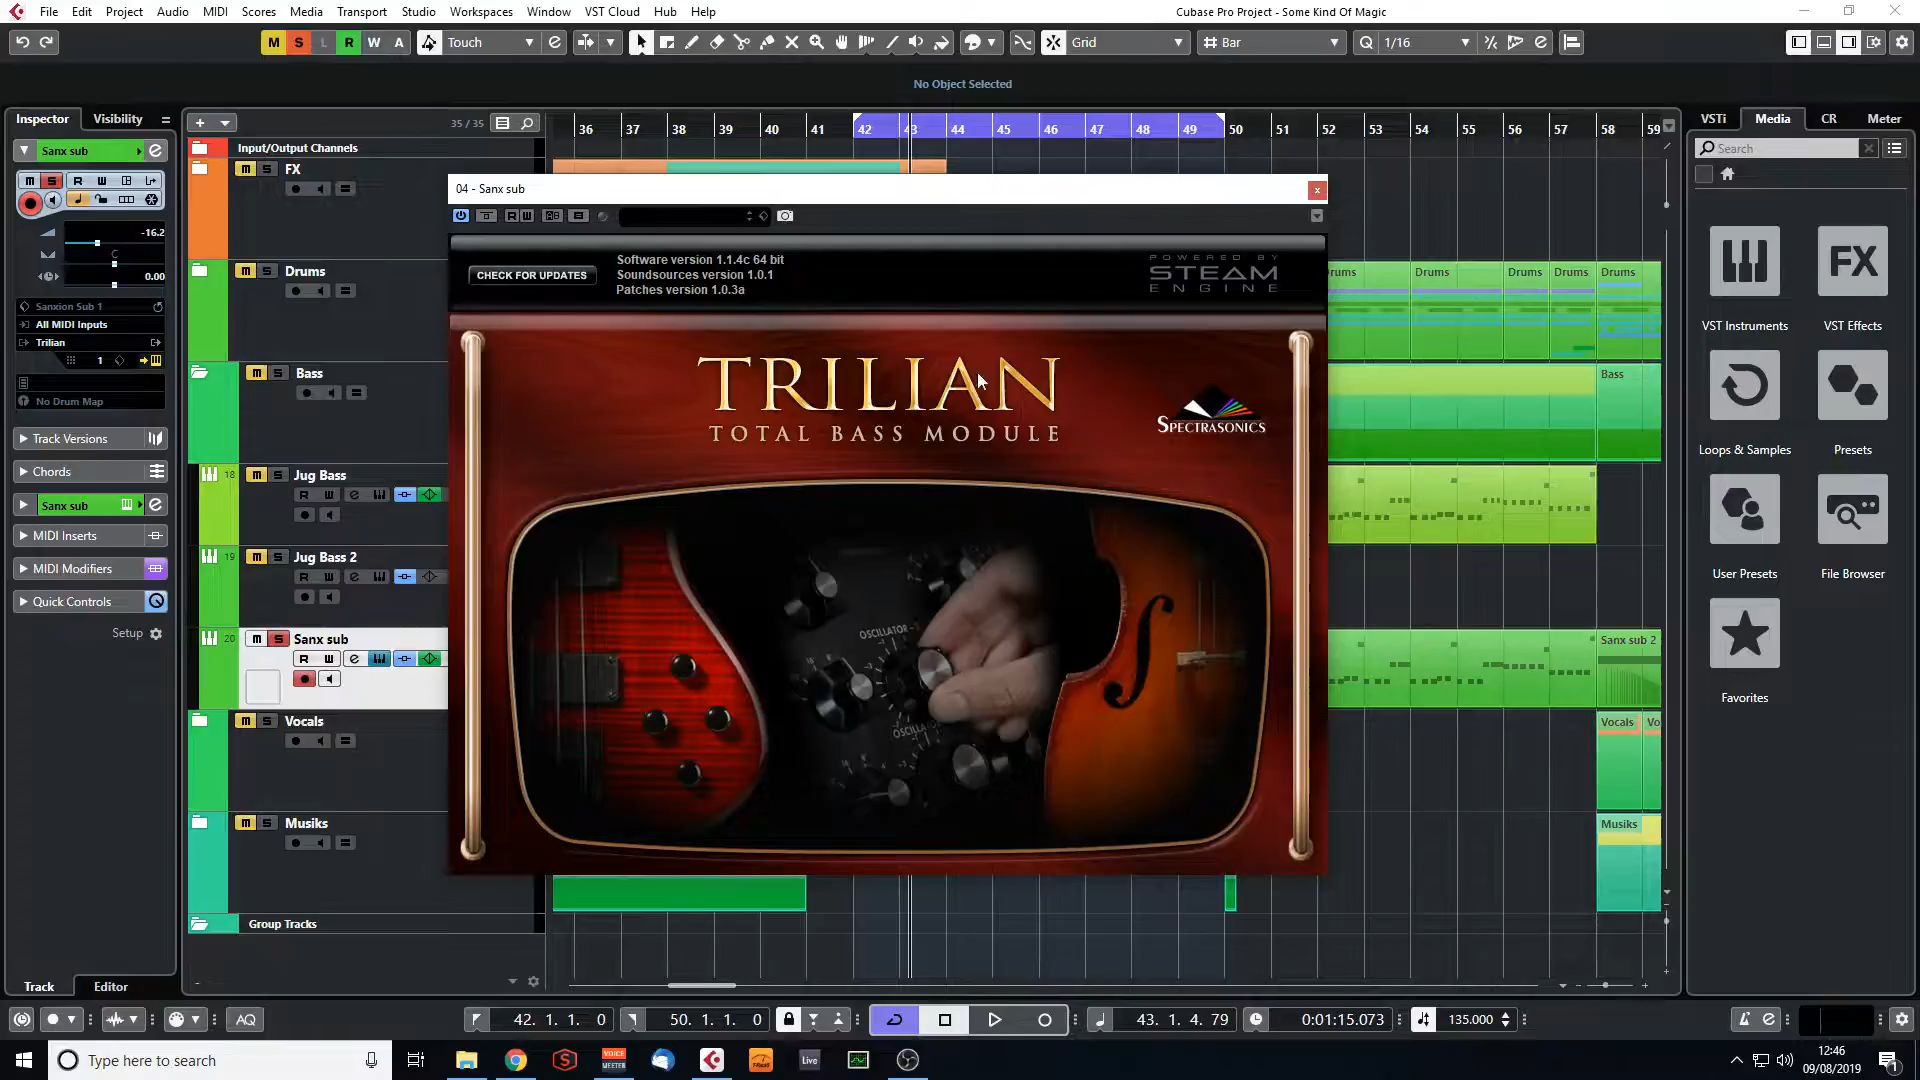 File Edit Project Audio MIDI Scores Media Transport Studio Workspaces Window VST Cloud Hub Help
Cubase Pro Project - Some Kind Of Magic
M S L R W A Touch Grid Bar Q 1/16
No Object Selected
Inspector Visibility
Sanx sub
M S R W
-16.2
C
0.00
Sanxion Sub 1
All MIDI Inputs
Trilian
1
No Drum Map
Track Versions
Chords
Sanx sub
MIDI Inserts
MIDI Modifiers
Quick Controls
Setup
Track Editor
35 / 35
36 37 38 39 40 41 42 43 44 45 46 47 48 49 50 51 52 53 54 55 56 57 58 59
Input/Output Channels
M S FX
M S Drums
M S Bass
18 M S Jug Bass
R W
19 M S Jug Bass 2
R W
20 M S Sanx sub
R W
M S Vocals
M S Musiks
Group Tracks
04 - Sanx sub
R W
CHECK FOR UPDATES
Software version 1.1.4c 64 bit
Soundsources version 1.0.1
Patches version 1.0.3a
POWERED BY
STEAM
ENGINE
TRILIAN
TOTAL BASS MODULE
SPECTRASONICS
OSCILLATOR
rums Drums Drums Drums Drums
Bass
Sanx sub 2
Vocals Vo
Musiks
VSTi Media CR Meter
Search
VST Instruments VST Effects
Loops & Samples Presets
User Presets File Browser
Favorites
AQ
42. 1. 1. 0
50. 1. 1. 0
43. 1. 4. 79
0:01:15.073
135.000
Type here to search
VOICE
MEETER
Live
12:46
09/08/2019
1